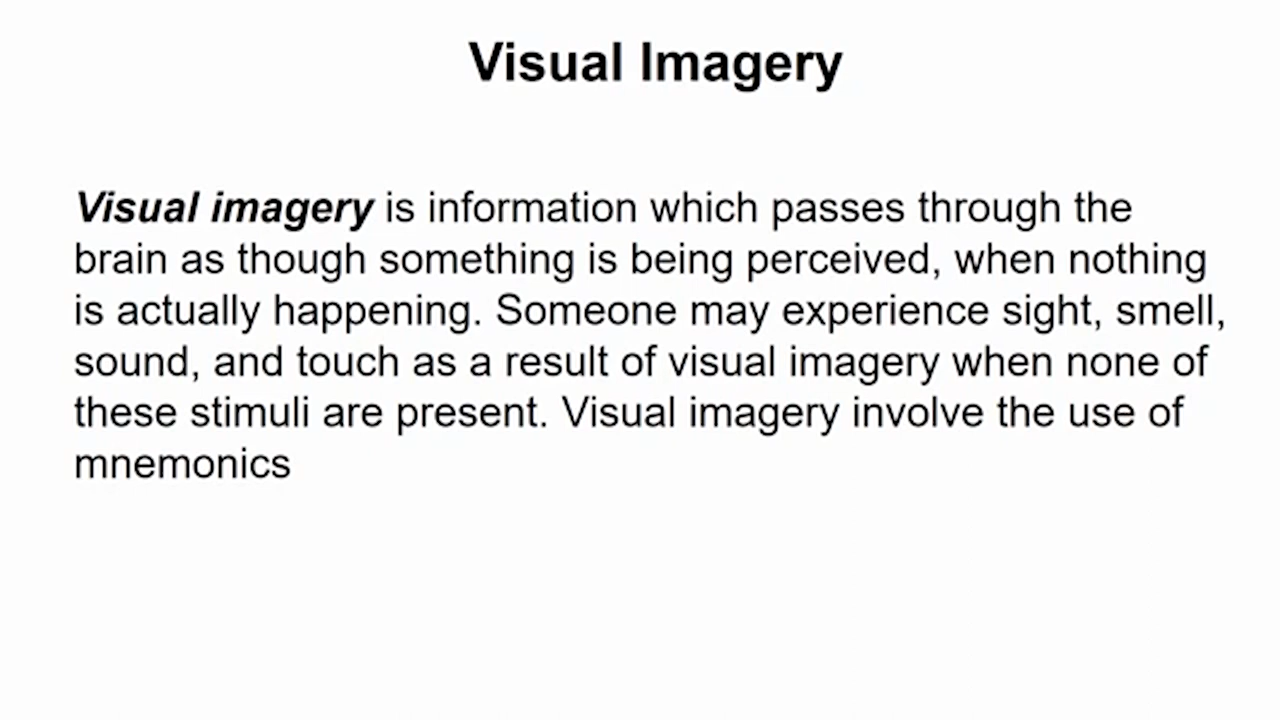 Visual Imagery
Visual imagery is information which passes through the
brain as though something is being perceived, when nothing
is actually happening. Someone may experience sight, smell,
sound, and touch as a result of visual imagery when none of
these stimuli are present. Visual imagery involve the use of
mnemonics